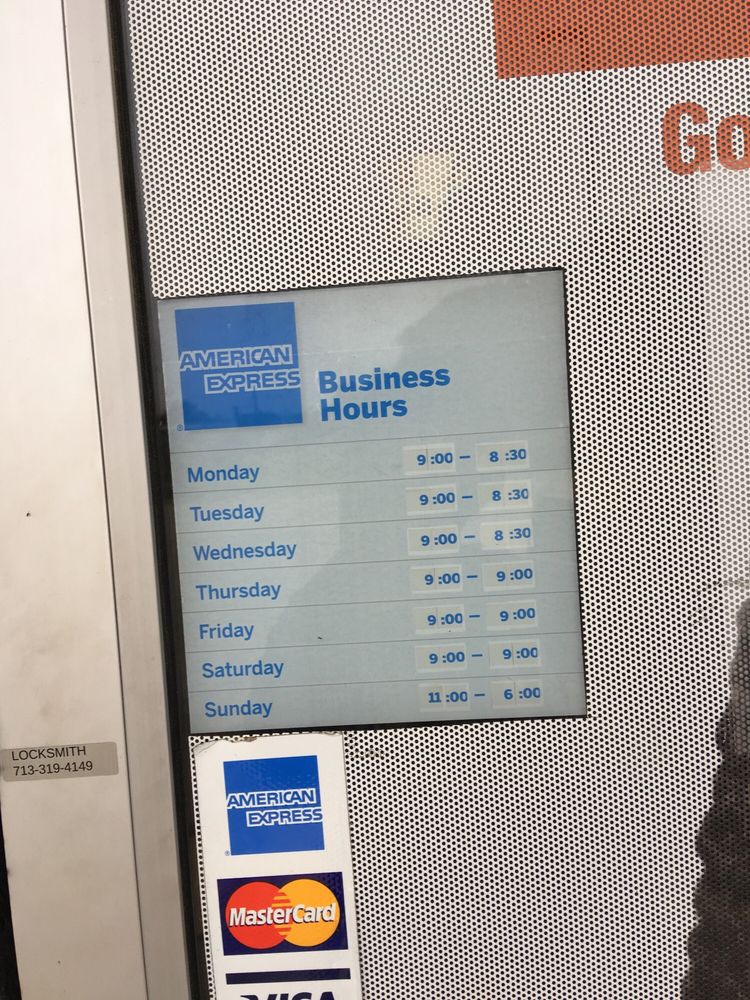 Go
AMERICAN
EXPRESS
®
Business
Hours
Monday 9:00 – 8:30
Tuesday 9:00 – 8:30
Wednesday 9:00 – 8:30
Thursday 9:00 – 9:00
Friday 9:00 – 9:00
Saturday 9:00 – 9:00
Sunday 11:00 – 6:00
LOCKSMITH
713-319-4149
AMERICAN
EXPRESS
®
MasterCard
VISA